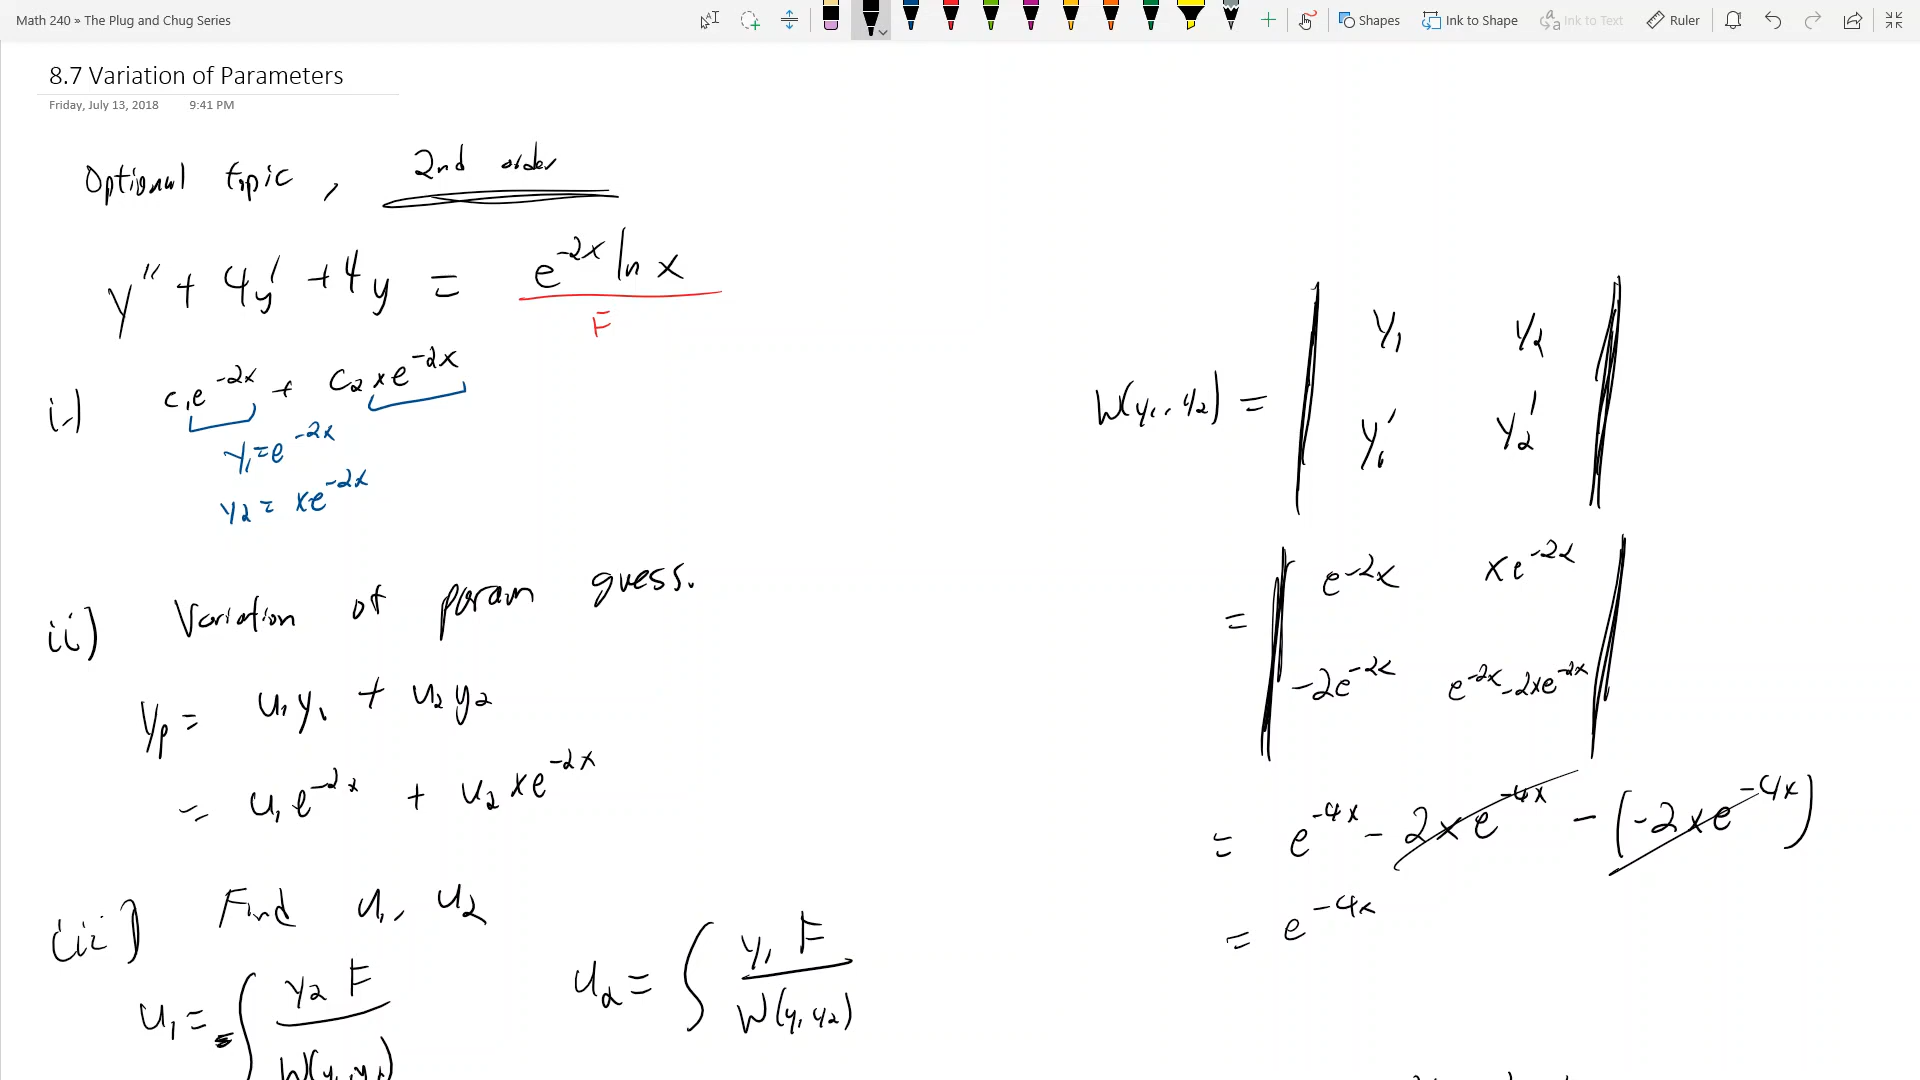 Math 240 » The Plug and Chug Series
Shapes
Ink to Shape
Ink to Text
Ruler
8.7 Variation of Parameters
Friday, July 13, 2018 9:41 PM
Optional topic, 2nd order
y'' + 4y' + 4y = e^{-2x} ln x
F
i.) c₁e^{-2x} + c₂xe^{-2x}
y₁ = e^{-2x}
y₂ = xe^{-2x}
ii) Variation of param guess.
y_p = u₁y₁ + u₂y₂
= u₁e^{-2x} + u₂xe^{-2x}
iii) Find u₁, u₂
u₁ = -∫ y₂ F / W(y₁, y₂)
u₂ = ∫ y₁ F / W(y₁, y₂)
W(y₁, y₂) = | y₁ y₂
y₁' y₂' |
= | e^{-2x} xe^{-2x}
-2e^{-2x} e^{-2x} - 2xe^{-2x} |
= e^{-4x} - 2xe^{-4x} - (-2xe^{-4x})
= e^{-4x}